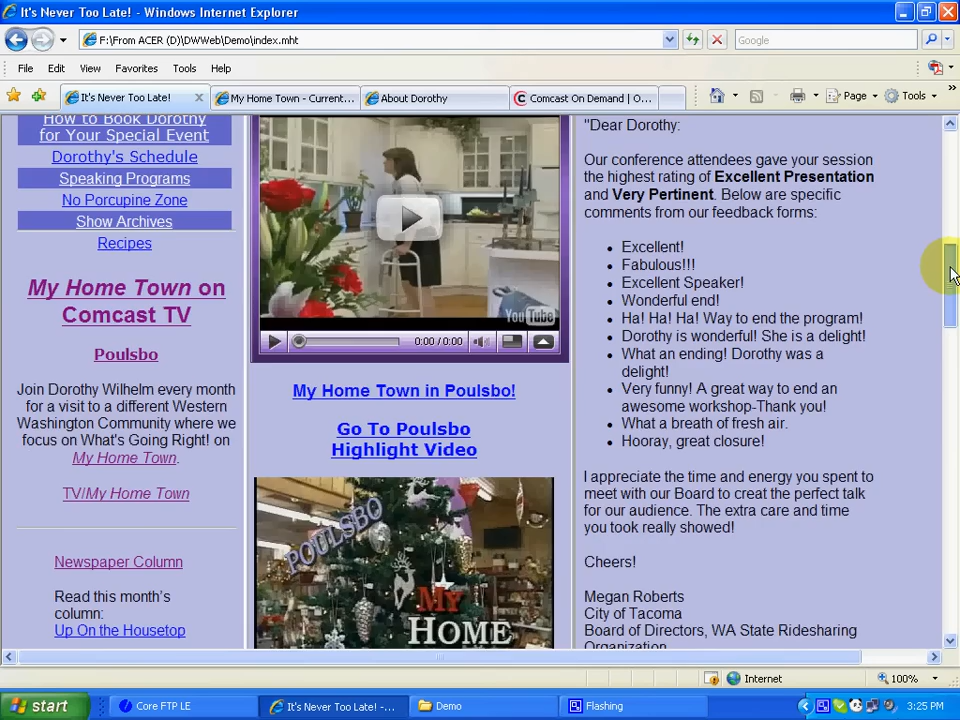 It's Never Too Late! - Windows Internet Explorer
F:\From ACER (D)\DWWeb\Demo\index.mht
Google
File Edit View Favorites Tools Help
It's Never Too Late!
My Home Town - Current...
About Dorothy
Comcast On Demand | O...
Page
Tools
How to Book Dorothy
for Your Special Event
Dorothy's Schedule
Speaking Programs
No Porcupine Zone
Show Archives
Recipes
My Home Town on
Comcast TV
Poulsbo
Join Dorothy Wilhelm every month
for a visit to a different Western
Washington Community where we
focus on What's Going Right! on
My Home Town.
TV/My Home Town
Newspaper Column
Read this month's
column:
Up On the Housetop
YouTube
0:00 / 0:00
My Home Town in Poulsbo!
Go To Poulsbo
Highlight Video
POULSBO
MY
HOME
"Dear Dorothy:
Our conference attendees gave your session
the highest rating of Excellent Presentation
and Very Pertinent. Below are specific
comments from our feedback forms:
Excellent!
Fabulous!!!
Excellent Speaker!
Wonderful end!
Ha! Ha! Ha! Way to end the program!
Dorothy is wonderful! She is a delight!
What an ending! Dorothy was a
delight!
Very funny! A great way to end an
awesome workshop-Thank you!
What a breath of fresh air.
Hooray, great closure!
I appreciate the time and energy you spent to
meet with our Board to creat the perfect talk
for our audience. The extra care and time
you took really showed!
Cheers!
Megan Roberts
City of Tacoma
Board of Directors, WA State Ridesharing
Organization
Internet
100%
start
Core FTP LE
It's Never Too Late! -...
Demo
Flashing
3:25 PM